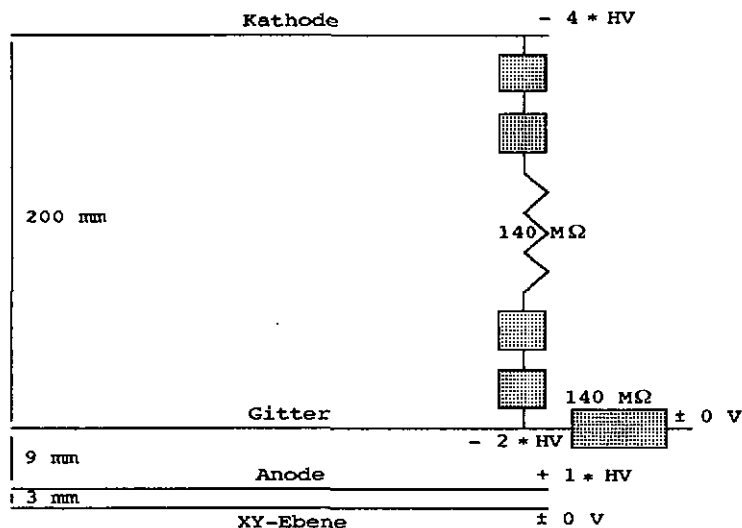 Kathode
- 4 * HV
200 mm
140 MΩ
140 MΩ
± 0 V
Gitter
- 2 * HV
9 mm
Anode
+ 1 * HV
3 mm
XY-Ebene
± 0 V